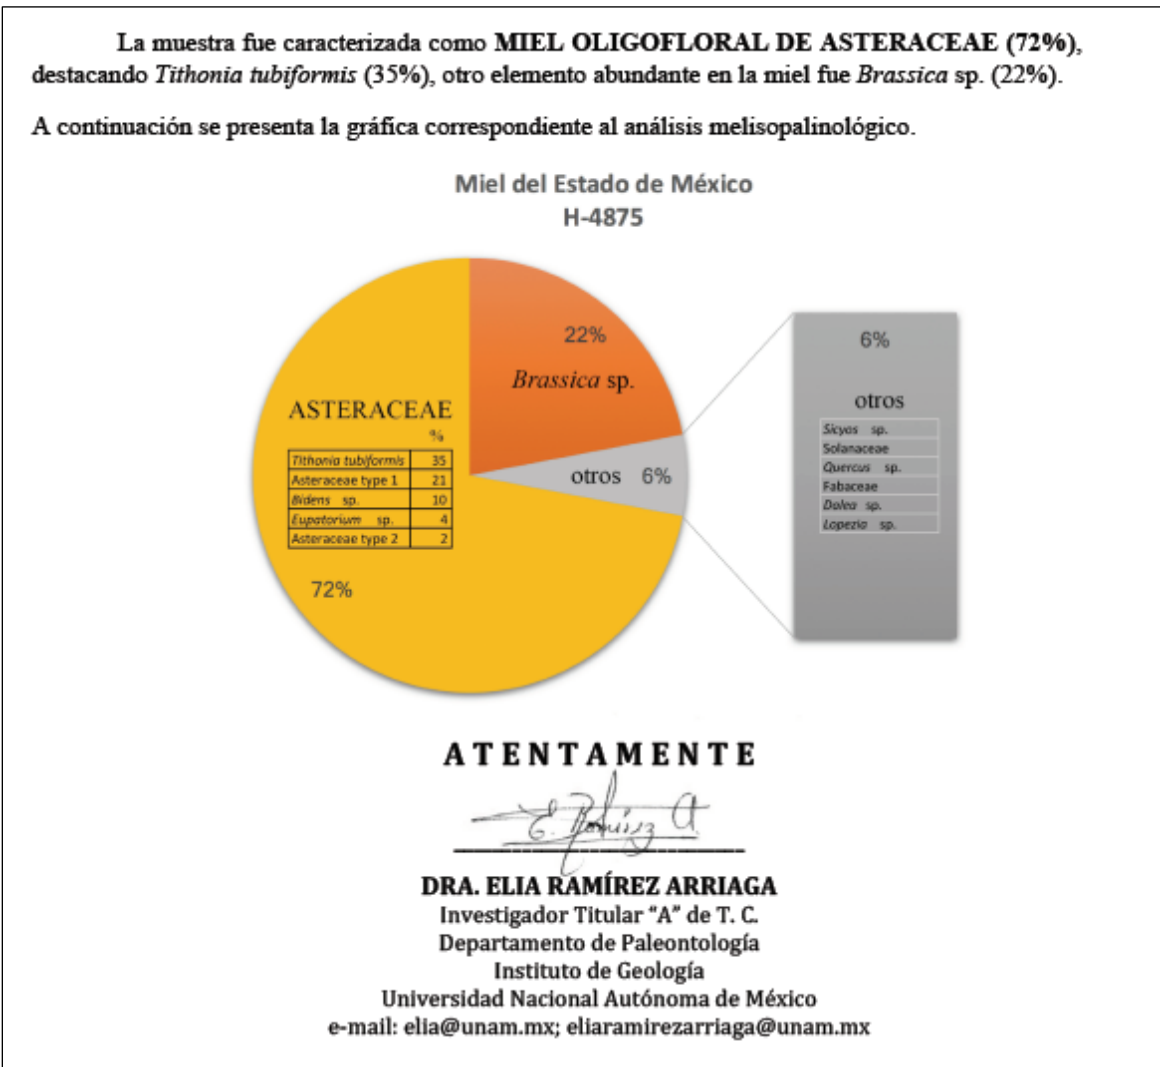 La muestra fue caracterizada como MIEL OLIGOFLORAL DE ASTERACEAE (72%),
destacando Tithonia tubiformis (35%), otro elemento abundante en la miel fue Brassica sp. (22%).
A continuación se presenta la gráfica correspondiente al análisis melisopalinológico.
Miel del Estado de México
H-4875
22%
Brassica sp.
ASTERACEAE
%
Tithonia tubiformis 35
Asteraceae type 1 21
Bidens sp. 10
Eupatorium sp. 4
Asteraceae type 2 2
72%
otros 6%
6%
otros
Sicyos sp.
Solanaceae
Quercus sp.
Fabaceae
Dalea sp.
Lopezia sp.
ATENTAMENTE
E. Ramírez A.
DRA. ELIA RAMÍREZ ARRIAGA
Investigador Titular “A” de T. C.
Departamento de Paleontología
Instituto de Geología
Universidad Nacional Autónoma de México
e-mail: elia@unam.mx; eliaramirezarriaga@unam.mx